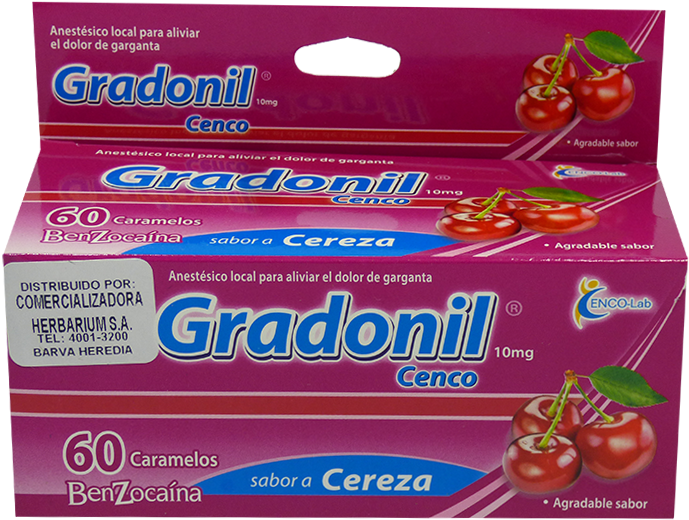 Anestésico local para aliviar
el dolor de garganta
Gradonil®
10mg
Cenco
• Agradable sabor
Anestésico local para aliviar el dolor de garganta
Gradonil®
10mg
Cenco
ENCO-Lab
60 Caramelos
BenZocaína
sabor a Cereza
• Agradable sabor
DISTRIBUIDO POR:
COMERCIALIZADORA
HERBARIUM S.A.
TEL: 4001-3200
BARVA HEREDIA
Anestésico local para aliviar el dolor de garganta
Gradonil®
10mg
Cenco
CENCO-Lab
60 Caramelos
BenZocaína
sabor a Cereza
• Agradable sabor